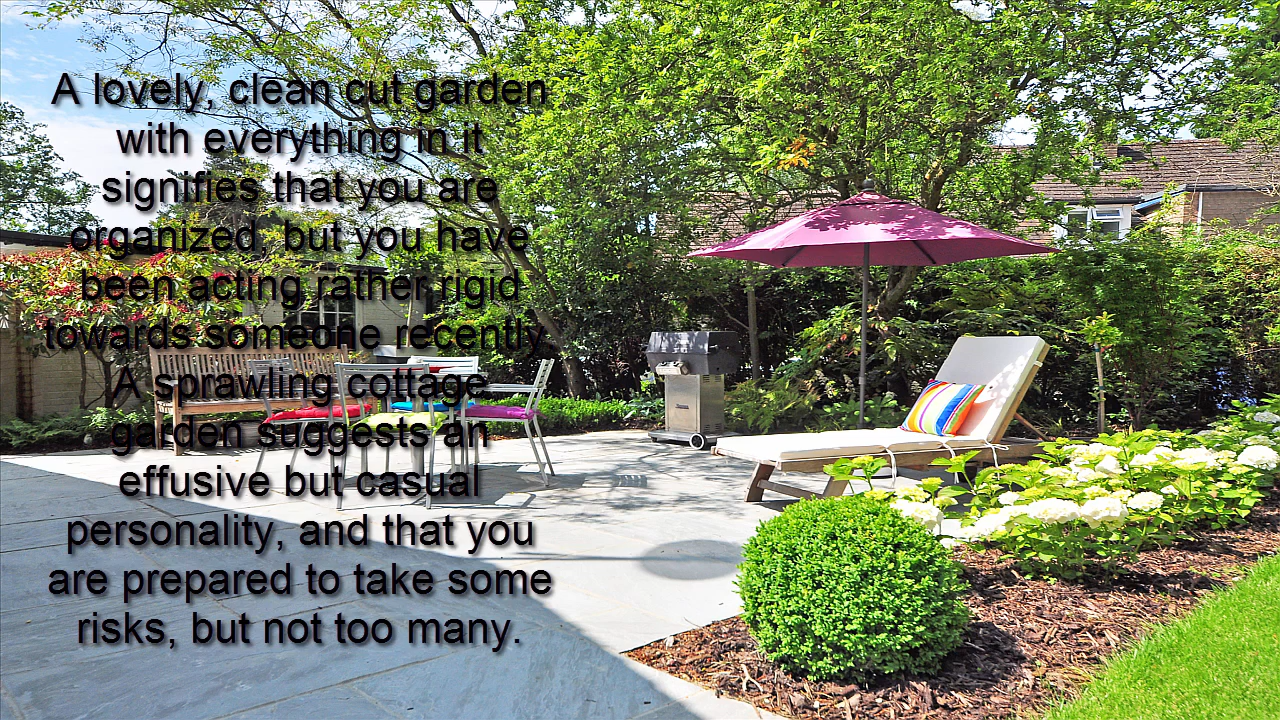 A lovely, clean cut garden
with everything in it
signifies that you are
organized, but you have
been acting rather rigid
towards someone recently.
A sprawling cottage
garden suggests an
effusive but casual
personality, and that you
are prepared to take some
risks, but not too many.